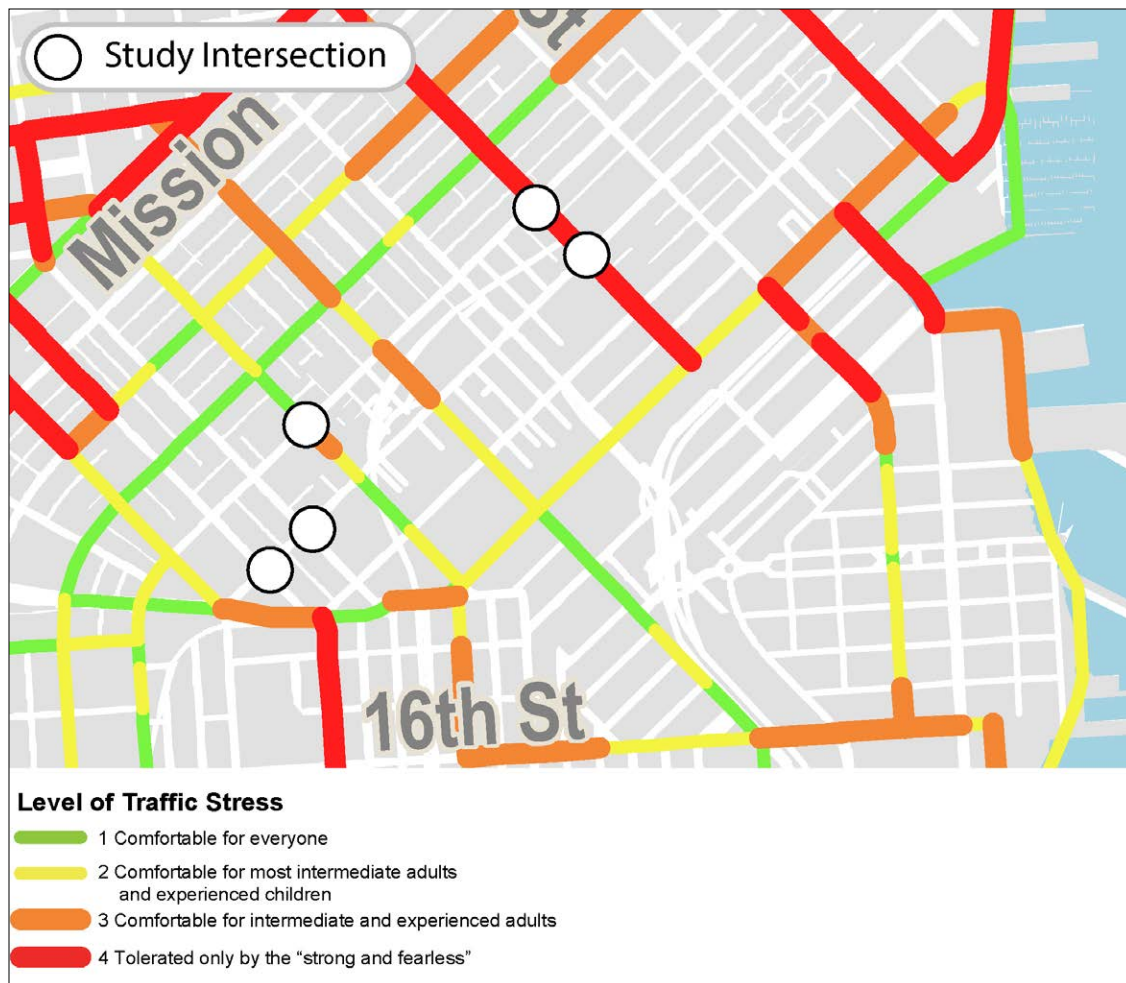 Study Intersection
st
Mission
16th St
Level of Traffic Stress
1 Comfortable for everyone
2 Comfortable for most intermediate adults
and experienced children
3 Comfortable for intermediate and experienced adults
4 Tolerated only by the “strong and fearless”